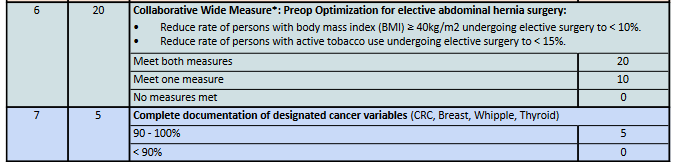 6 20 Collaborative Wide Measure*: Preop Optimization for elective abdominal hernia surgery:
• Reduce rate of persons with body mass index (BMI) ≥ 40kg/m2 undergoing elective surgery to < 10%.
• Reduce rate of persons with active tobacco use undergoing elective surgery to < 15%.
Meet both measures 20
Meet one measure 10
No measures met 0
7 5 Complete documentation of designated cancer variables (CRC, Breast, Whipple, Thyroid)
90 - 100% 5
< 90% 0